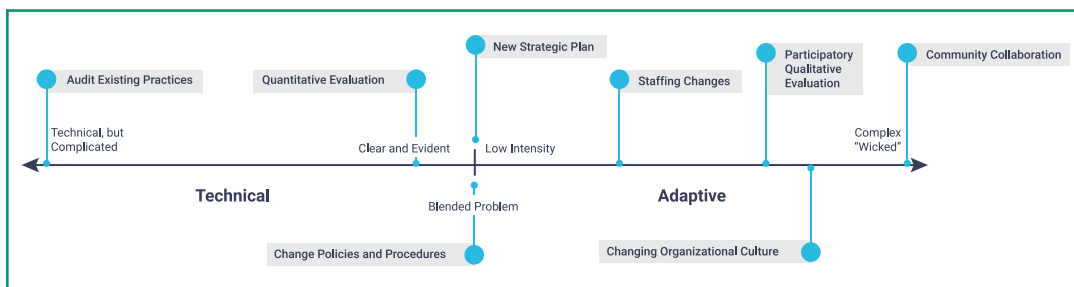 New Strategic Plan
Audit Existing Practices
Quantitative Evaluation
Staffing Changes
Participatory
Qualitative
Evaluation
Community Collaboration
Technical, but
Complicated
Clear and Evident
Low Intensity
Complex
“Wicked”
Technical
Adaptive
Blended Problem
Change Policies and Procedures
Changing Organizational Culture